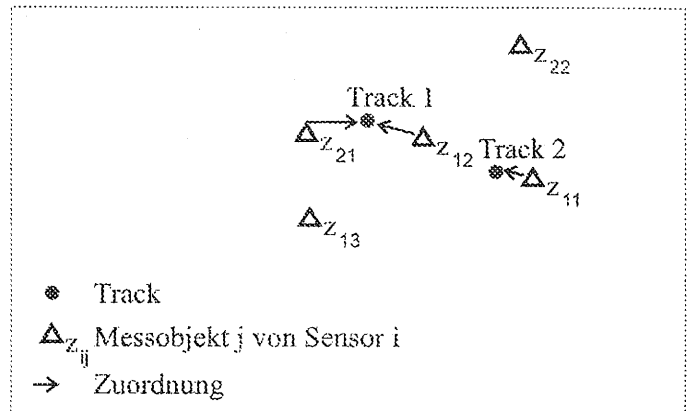 z22
Track 1
z21
z12
Track 2
z11
z13
Track
zij Messobjekt j von Sensor i
Zuordnung